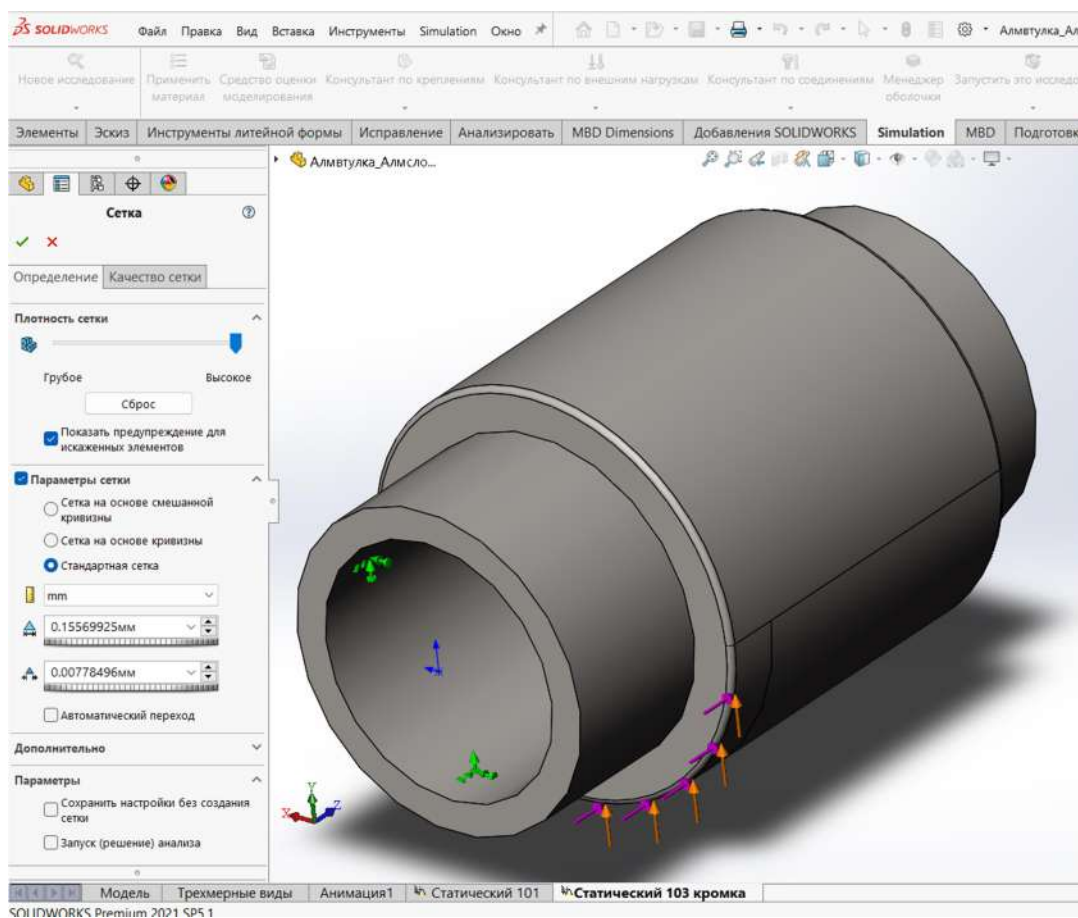 SOLIDWORKS Файл Правка Вид Вставка Инструменты Simulation Окно Алмвтулка_Ал
Новое исследование Применить материал Средство оценки моделирования Консультант по креплениям Консультант по внешним нагрузкам Консультант по соединениям Менеджер оболочки Запустить это исследо
Элементы Эскиз Инструменты литейной формы Исправление Анализировать MBD Dimensions Добавления SOLIDWORKS Simulation MBD Подготовк
Алмвтулка_Алмсло...
Сетка
Определение Качество сетки
Плотность сетки
Грубое Высокое
Сброс
Показать предупреждение для
искаженных элементов
Параметры сетки
Сетка на основе смешанной
кривизны
Сетка на основе кривизны
Стандартная сетка
mm
0.15569925мм
0.00778496мм
Автоматический переход
Дополнительно
Параметры
Сохранить настройки без создания
сетки
Запуск (решение) анализа
Y
X Z
Модель Трехмерные виды Анимация1 Статический 101 Статический 103 кромка
SOLIDWORKS Premium 2021 SP5.1